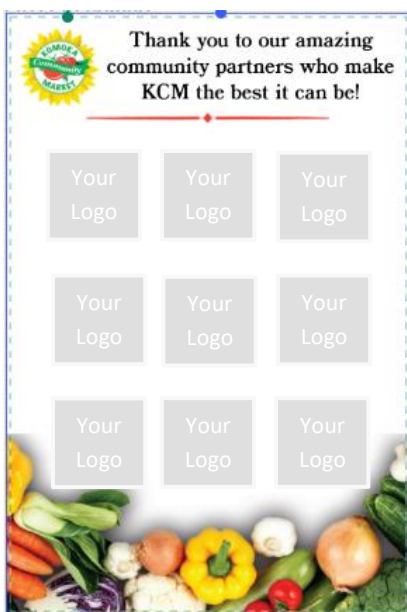 KOMOKA
Community
MARKET
Thank you to our amazing
community partners who make
KCM the best it can be!
Your Your Your
Logo Logo Logo
Your Your Your
Logo Logo Logo
Your Your Your
Logo Logo Logo